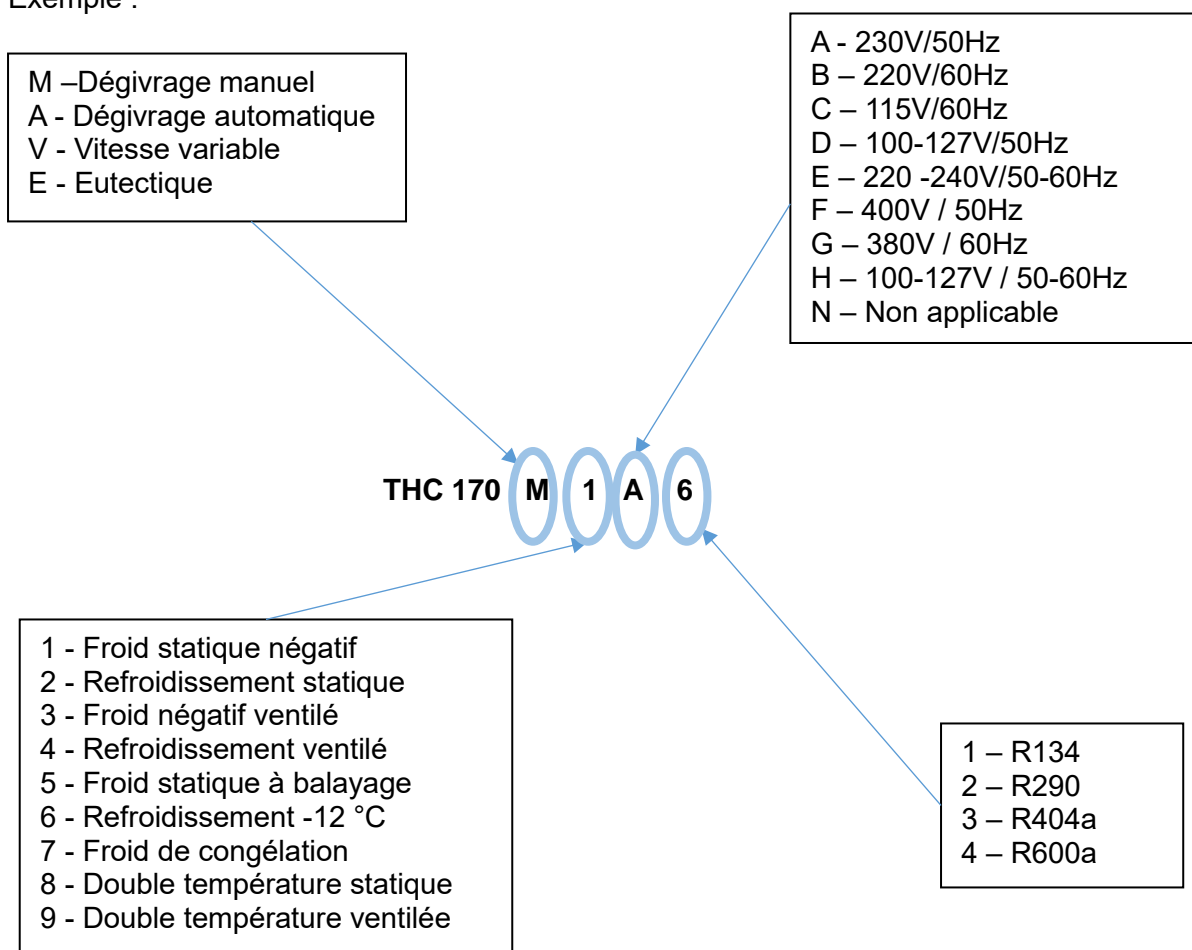 Exemple :
M –Dégivrage manuel
A - Dégivrage automatique
V - Vitesse variable
E - Eutectique
A - 230V/50Hz
B – 220V/60Hz
C – 115V/60Hz
D – 100-127V/50Hz
E – 220 -240V/50-60Hz
F – 400V / 50Hz
G – 380V / 60Hz
H – 100-127V / 50-60Hz
N – Non applicable
THC 170 M 1 A 6
1 - Froid statique négatif
2 - Refroidissement statique
3 - Froid négatif ventilé
4 - Refroidissement ventilé
5 - Froid statique à balayage
6 - Refroidissement -12 °C
7 - Froid de congélation
8 - Double température statique
9 - Double température ventilée
1 – R134
2 – R290
3 – R404a
4 – R600a